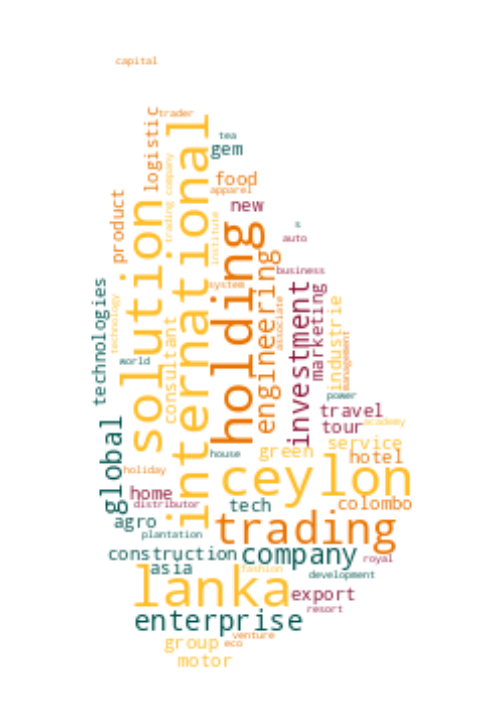 capital
logistic
trader
international
tea
gem
trading company
food
apparel
product
solution
new
institute
holding
s
auto
engineering
business
technologies
system
investment
marketing
technology
associate
industrie
consultant
management
world
power
travel
academy
global
tour
service
house
green
hotel
holiday
ceylon
home
distributor
tech
colombo
agro
trading
plantation
construction
company
royal
asia
fashion
development
lanka
export
resort
enterprise
venture
group
eco
motor